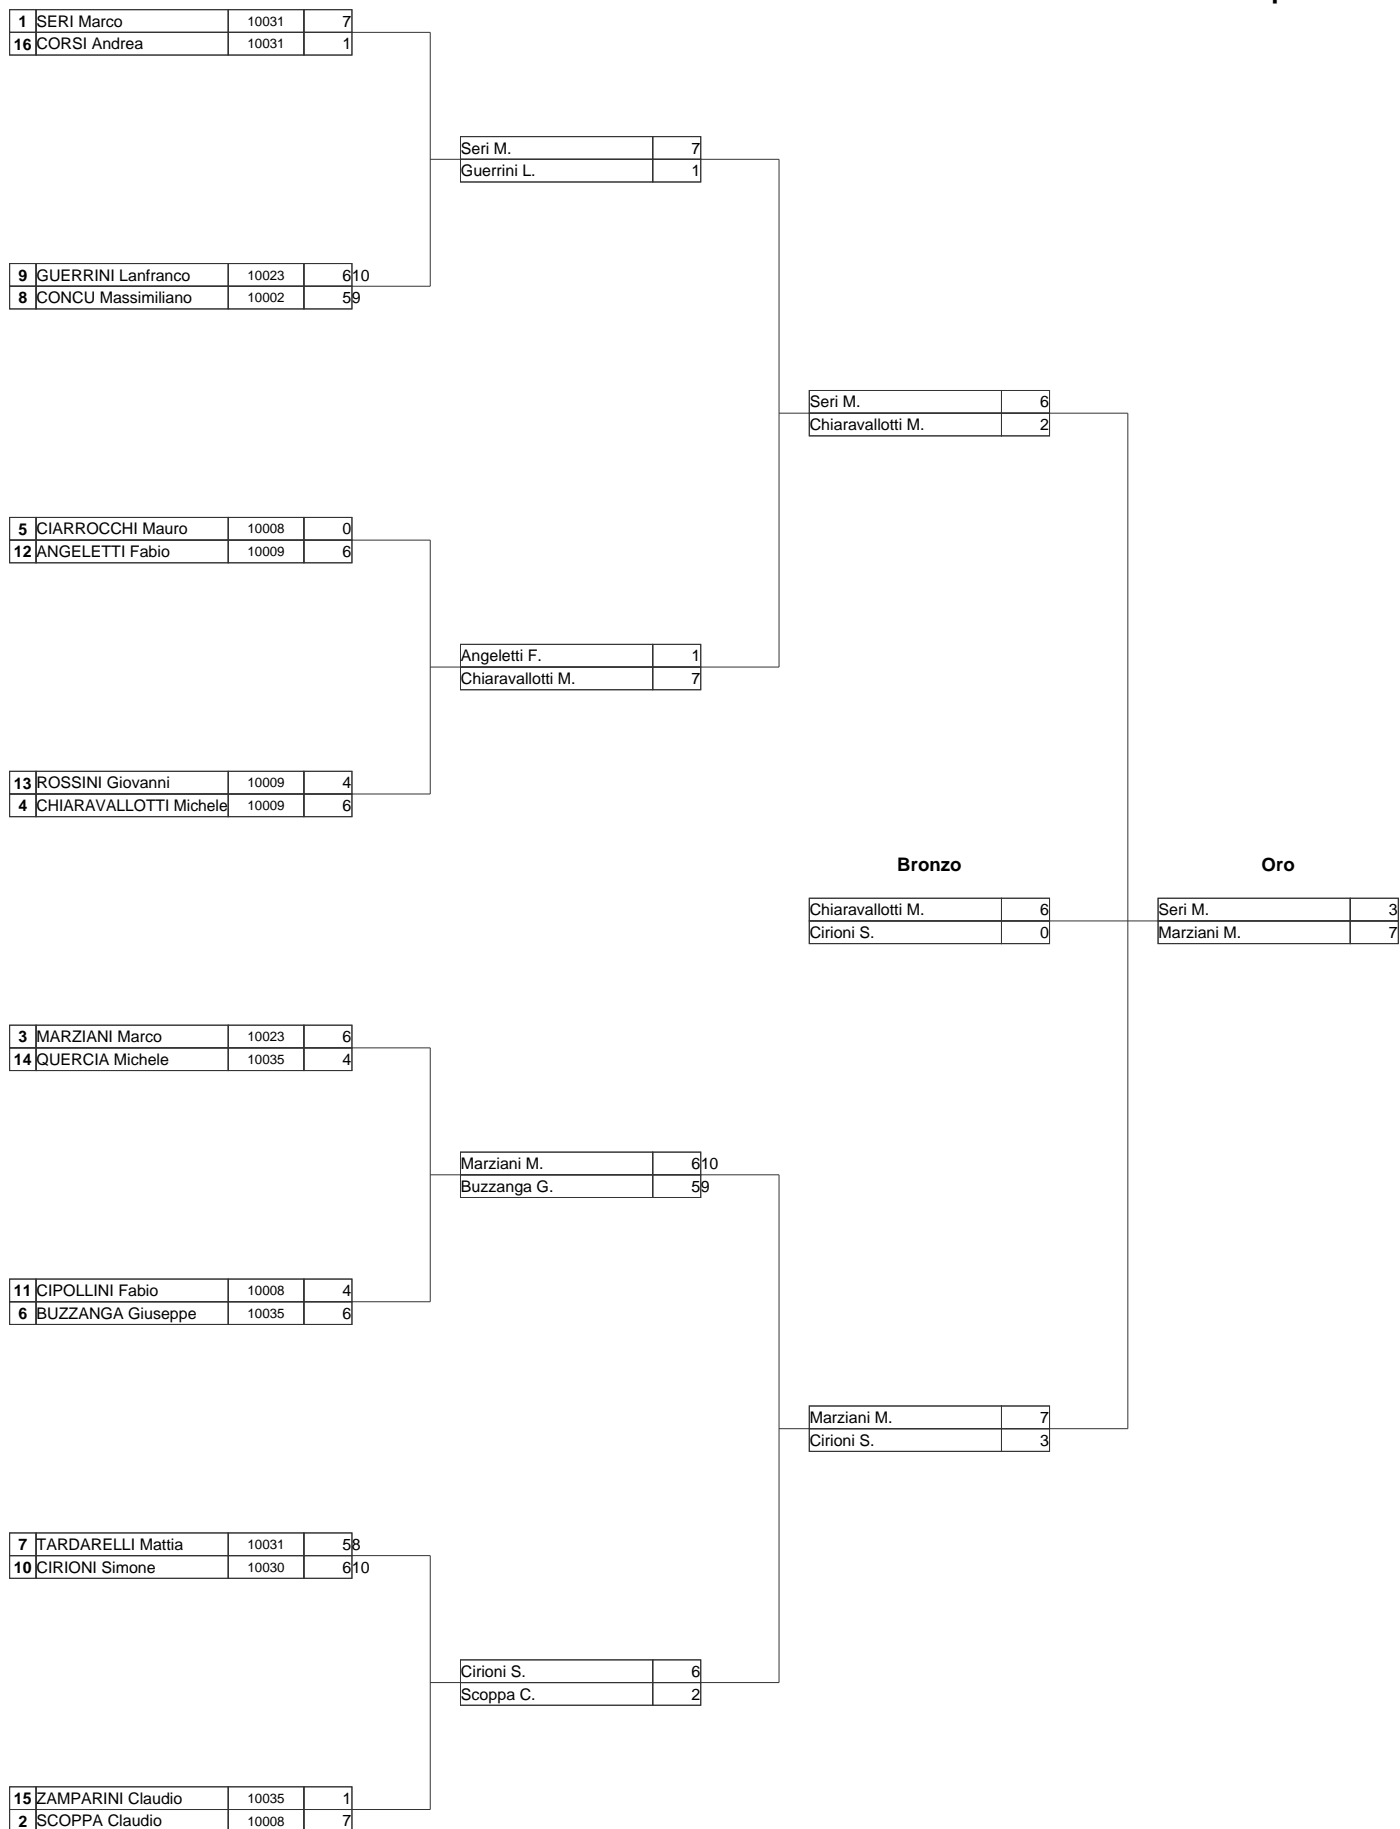 1 SERI Marco 10031 7
16 CORSI Andrea 10031 1
Seri M. 7
Guerrini L. 1
9 GUERRINI Lanfranco 10023 6 10
8 CONCU Massimiliano 10002 5 9
Seri M. 6
Chiaravallotti M. 2
5 CIARROCCHI Mauro 10008 0
12 ANGELETTI Fabio 10009 6
Angeletti F. 1
Chiaravallotti M. 7
13 ROSSINI Giovanni 10009 4
4 CHIARAVALLOTTI Michele 10009 6
Bronzo Oro
Chiaravallotti M. 6 Seri M. 3
Cirioni S. 0 Marziani M. 7
3 MARZIANI Marco 10023 6
14 QUERCIA Michele 10035 4
Marziani M. 6 10
Buzzanga G. 5 9
11 CIPOLLINI Fabio 10008 4
6 BUZZANGA Giuseppe 10035 6
Marziani M. 7
Cirioni S. 3
7 TARDARELLI Mattia 10031 5 8
10 CIRIONI Simone 10030 6 10
Cirioni S. 6
Scoppa C. 2
15 ZAMPARINI Claudio 10035 1
2 SCOPPA Claudio 10008 7